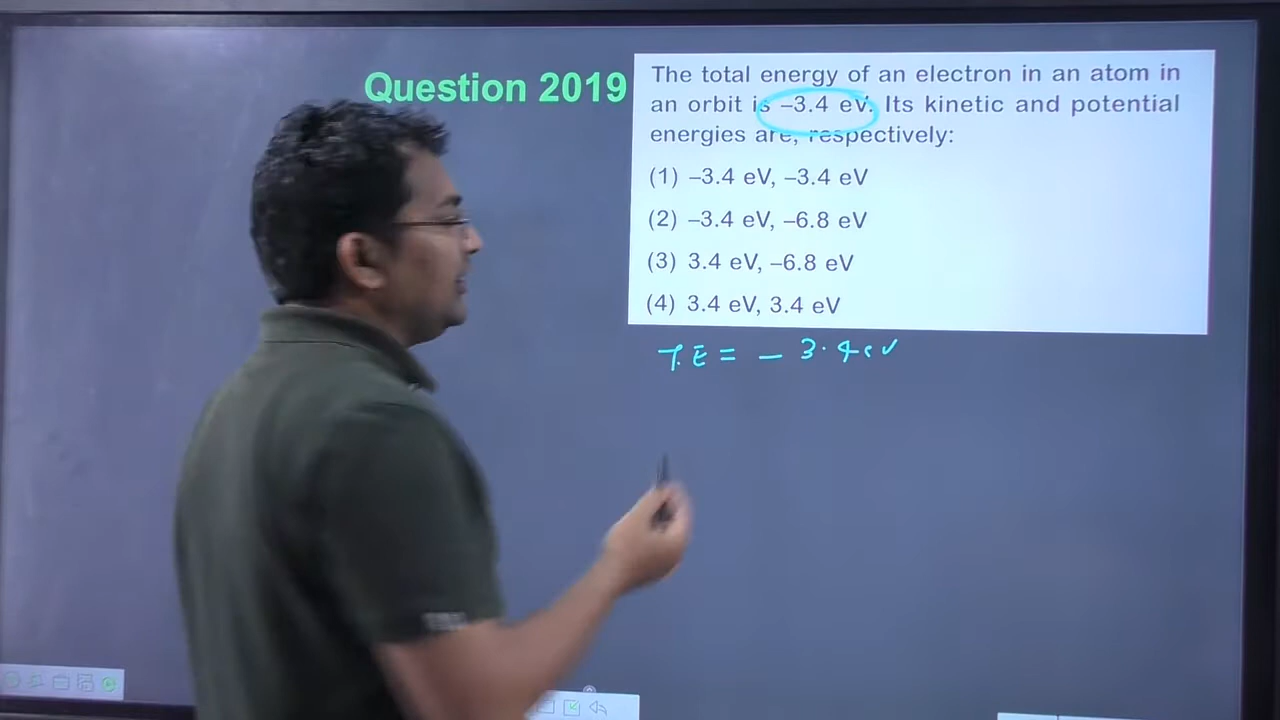 Question 2019
The total energy of an electron in an atom in
an orbit is –3.4 eV. Its kinetic and potential
energies are, respectively:
(1) –3.4 eV, –3.4 eV
(2) –3.4 eV, –6.8 eV
(3) 3.4 eV, –6.8 eV
(4) 3.4 eV, 3.4 eV
T.E = – 3.4 eV